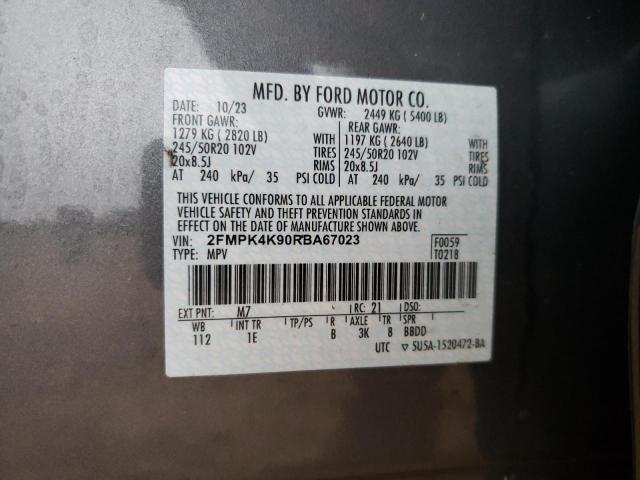 MFD. BY FORD MOTOR CO.
DATE: 10/23 GVWR: 2449 KG ( 5400 LB)
FRONT GAWR: REAR GAWR:
1279 KG ( 2820 LB) WITH 1197 KG ( 2640 LB) WITH
245/50R20 102V TIRES 245/50R20 102V TIRES
20x8.5J RIMS 20x8.5J RIMS
AT 240 kPa/ 35 PSI COLD AT 240 kPa/ 35 PSI COLD
THIS VEHICLE CONFORMS TO ALL APPLICABLE FEDERAL MOTOR
VEHICLE SAFETY AND THEFT PREVENTION STANDARDS IN
EFFECT ON THE DATE OF MANUFACTURE SHOWN ABOVE.
VIN: 2FMPK4K90RBA67023 F0059
TYPE: MPV T0218
EXT PNT: M7 RC: 21 DSO:
WB INT TR TP/PS R AXLE TR SPR
112 1E B 3K 8 BBDD
UTC ▽ 5U5A-1520472-BA